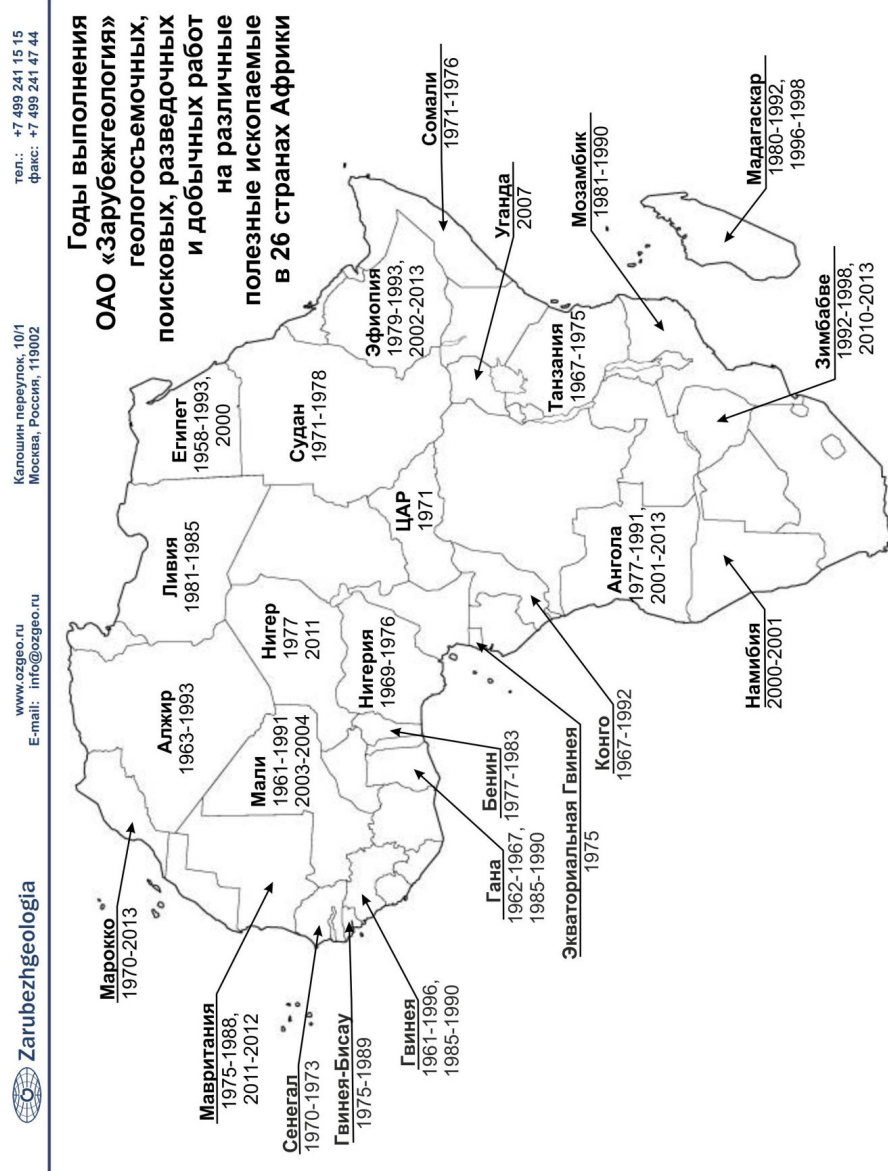 Zarubezhgeologia
www.ozgeo.ru
E-mail: info@ozgeo.ru
Калошин переулок, 10/1
Москва, Россия, 119002
тел.: +7 499 241 15 15
факс: +7 499 241 47 44
Годы выполнения
ОАО «Зарубежгеология»
геологосъемочных,
поисковых, разведочных
и добычных работ
на различные
полезные ископаемые
в 26 странах Африки
Марокко
1970-2013
Алжир
1963-1993
Ливия
1981-1985
Египет
1958-1993,
2000
Мавритания
1975-1988,
2011-2012
Мали
1961-1991
2003-2004
Нигер
1977
2011
Судан
1971-1978
Эфиопия
1979-1993,
2002-2013
Сомали
1971-1976
Сенегал
1970-1973
Гвинея-Бисау
1975-1989
Гвинея
1961-1996,
1985-1990
Нигерия
1969-1976
ЦАР
1971
Уганда
2007
Гана
1962-1967,
1985-1990
Бенин
1977-1983
Экваториальная Гвинея
1975
Конго
1967-1992
Ангола
1977-1991,
2001-2013
Танзания
1967-1975
Мозамбик
1981-1990
Мадагаскар
1980-1992,
1996-1998
Намибия
2000-2001
Зимбабве
1992-1998,
2010-2013